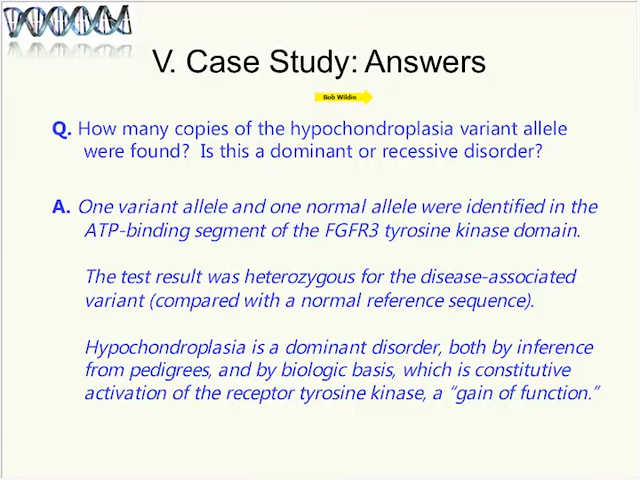 V. Case Study: Answers
Bob Wildin
Q. How many copies of the hypochondroplasia variant allele
were found? Is this a dominant or recessive disorder?
A. One variant allele and one normal allele were identified in the
ATP-binding segment of the FGFR3 tyrosine kinase domain.
The test result was heterozygous for the disease-associated
variant (compared with a normal reference sequence).
Hypochondroplasia is a dominant disorder, both by inference
from pedigrees, and by biologic basis, which is constitutive
activation of the receptor tyrosine kinase, a “gain of function.”